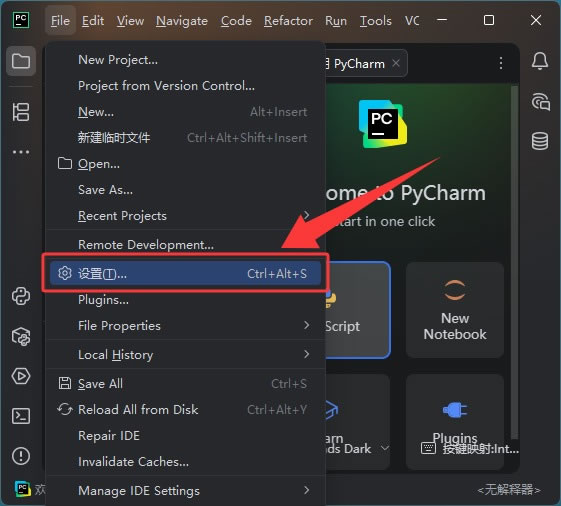 PC File Edit View Navigate Code Refactor Run Tools VC
New Project...
PyCharm
Project from Version Control...
New... Alt+Insert
新建临时文件 Ctrl+Alt+Shift+Insert
PC
Open...
Save As...
ome to PyCharm
Recent Projects
tart in one click
Remote Development...
设置(T)... Ctrl+Alt+S
Plugins...
Script
New
Notebook
File Properties
Local History
Save All Ctrl+S
Reload All from Disk Ctrl+Alt+Y
Plugins
Repair IDE
nds Dark
按键映射:Int...
Invalidate Caches...
Manage IDE Settings
PC 欢
<无解释器>